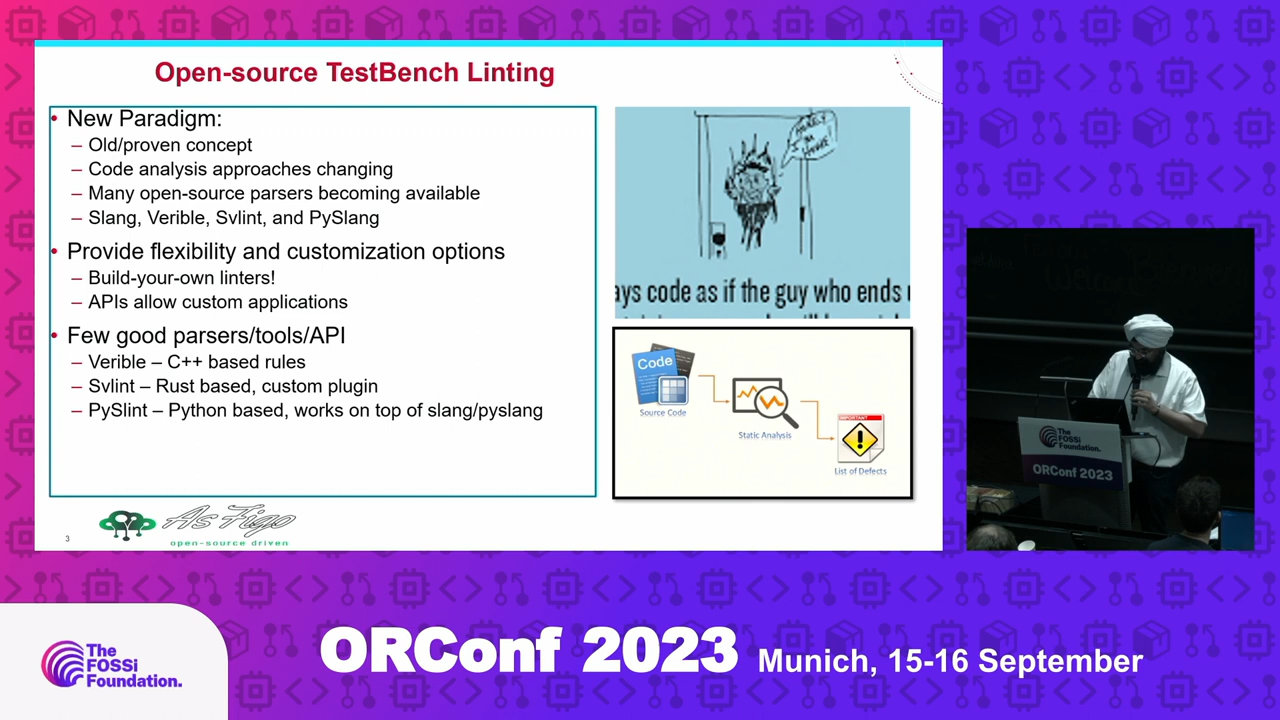 Open-source TestBench Linting
• New Paradigm:
– Old/proven concept
– Code analysis approaches changing
– Many open-source parsers becoming available
– Slang, Verible, Svlint, and PySlang
• Provide flexibility and customization options
– Build-your-own linters!
– APIs allow custom applications
• Few good parsers/tools/API
– Verible – C++ based rules
– Svlint – Rust based, custom plugin
– PySlint – Python based, works on top of slang/pyslang
ays code as if the guy who ends
Code
Source Code
Static Analysis
IMPORTANT
List of Defects
3
As Figo
open-source driven
The
FOSSi
Foundation.
ORConf 2023
The
FOSSi
Foundation.
ORConf 2023
Munich, 15-16 September